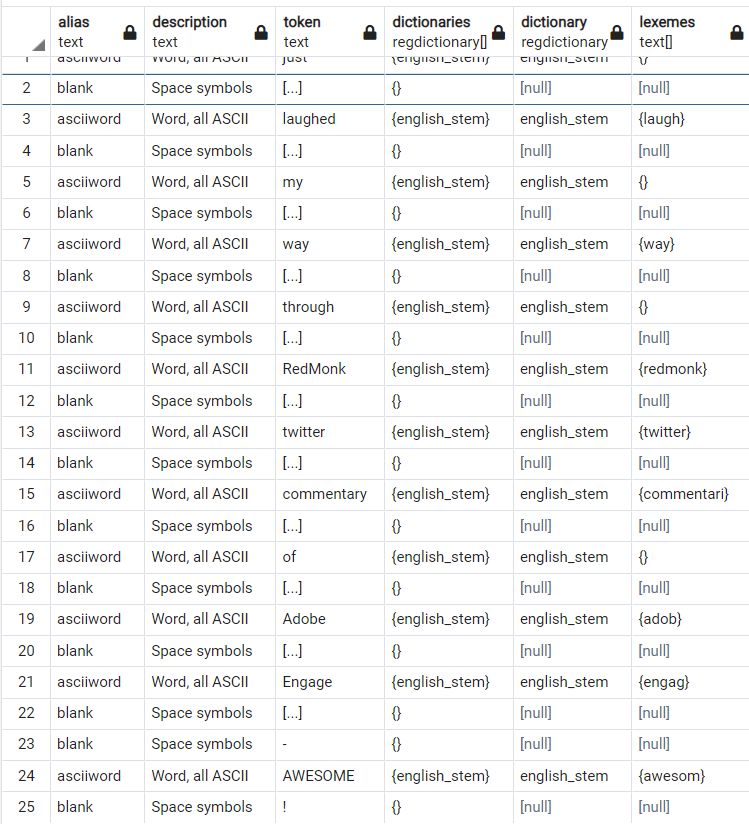 alias description token dictionaries dictionary lexemes
text text text regdictionary[] regdictionary text[]
1 asciiword Word, all ASCII just {english_stem} english_stem {}
2 blank Space symbols [...] {} [null] [null]
3 asciiword Word, all ASCII laughed {english_stem} english_stem {laugh}
4 blank Space symbols [...] {} [null] [null]
5 asciiword Word, all ASCII my {english_stem} english_stem {}
6 blank Space symbols [...] {} [null] [null]
7 asciiword Word, all ASCII way {english_stem} english_stem {way}
8 blank Space symbols [...] {} [null] [null]
9 asciiword Word, all ASCII through {english_stem} english_stem {}
10 blank Space symbols [...] {} [null] [null]
11 asciiword Word, all ASCII RedMonk {english_stem} english_stem {redmonk}
12 blank Space symbols [...] {} [null] [null]
13 asciiword Word, all ASCII twitter {english_stem} english_stem {twitter}
14 blank Space symbols [...] {} [null] [null]
15 asciiword Word, all ASCII commentary {english_stem} english_stem {commentari}
16 blank Space symbols [...] {} [null] [null]
17 asciiword Word, all ASCII of {english_stem} english_stem {}
18 blank Space symbols [...] {} [null] [null]
19 asciiword Word, all ASCII Adobe {english_stem} english_stem {adob}
20 blank Space symbols [...] {} [null] [null]
21 asciiword Word, all ASCII Engage {english_stem} english_stem {engag}
22 blank Space symbols [...] {} [null] [null]
23 blank Space symbols - {} [null] [null]
24 asciiword Word, all ASCII AWESOME {english_stem} english_stem {awesom}
25 blank Space symbols ! {} [null] [null]